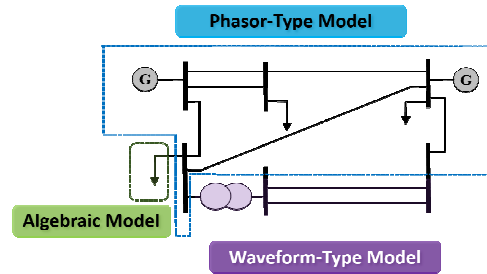 Phasor-Type Model
G
G
Algebraic Model
Waveform-Type Model